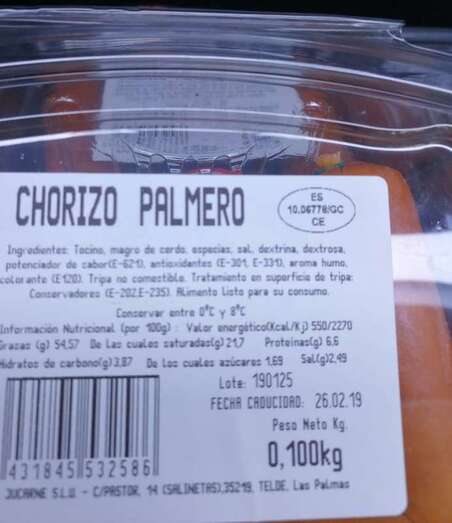 CHORIZO PALMERO
ES
10.06778/GC
CE
Ingredientes: Tocino, magro de cerdo, especias, sal, dextrina, dextrosa,
potenciador de sabor(E-621), antioxidantes (E-301, E-331), aroma humo,
colorante (E120). Tripa no comestible. Tratamiento en superficie de tripa:
Conservadores (E-202,E-235). Alimento listo para su consumo.
Conservar entre 0ºC y 8ºC
Información Nutricional (por 100g) : Valor energético(Kcal/Kj) 550/2270
Grazas (g) 54,57 De las cuales saturadas(g) 21,7 Proteínas(g) 6,6
Hidratos de carbono(g) 3,87 De los cuales azúcares 1,69 Sal(g)2,49
Lote: 190125
FECHA CADUCIDAD: 26.02.19
Peso Neto Kg.
0,100kg
431845 532586
JUCARNE S.L.U - C/PASTOR, 14 (SALINETAS),35219, TELDE, Las Palmas